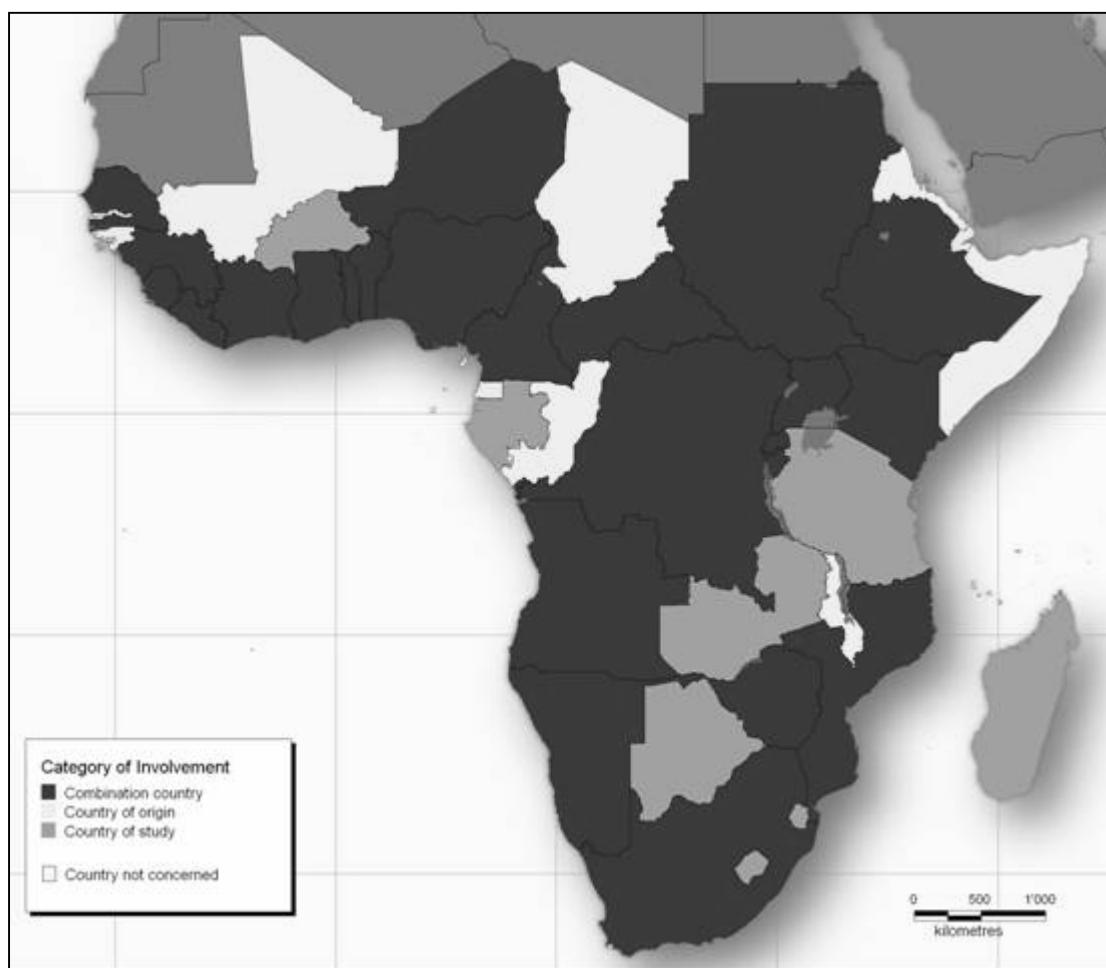 Category of Involvement
Combination country
Country of origin
Country of study
Country not concerned
0 500 1'000
kilometres